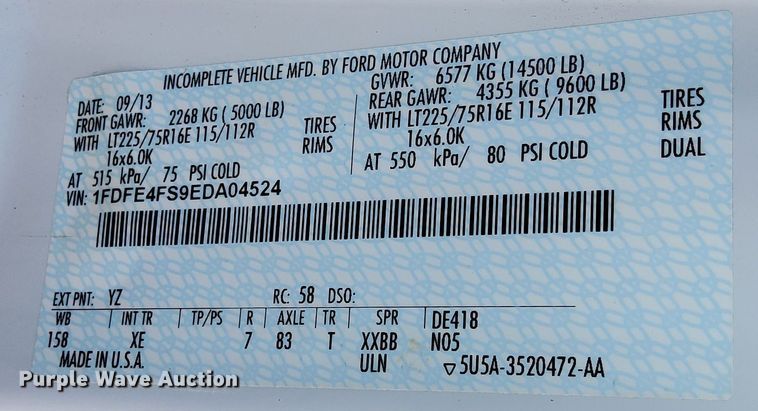 INCOMPLETE VEHICLE MFD. BY FORD MOTOR COMPANY
DATE: 09/13
GVWR: 6577 KG (14500 LB)
FRONT GAWR: 2268 KG ( 5000 LB)
REAR GAWR: 4355 KG ( 9600 LB)
WITH LT225/75R16E 115/112R TIRES
WITH LT225/75R16E 115/112R TIRES
16x6.0K RIMS
16x6.0K RIMS
AT 515 kPa/ 75 PSI COLD
AT 550 kPa/ 80 PSI COLD DUAL
VIN: 1FDFE4FS9EDA04524
EXT PNT: YZ RC: 58 DSO:
WB INT TR TP/PS R AXLE TR SPR DE418
158 XE 7 83 T XXBB N05
MADE IN U.S.A. ULN ▽5U5A-3520472-AA
Purple Wave Auction